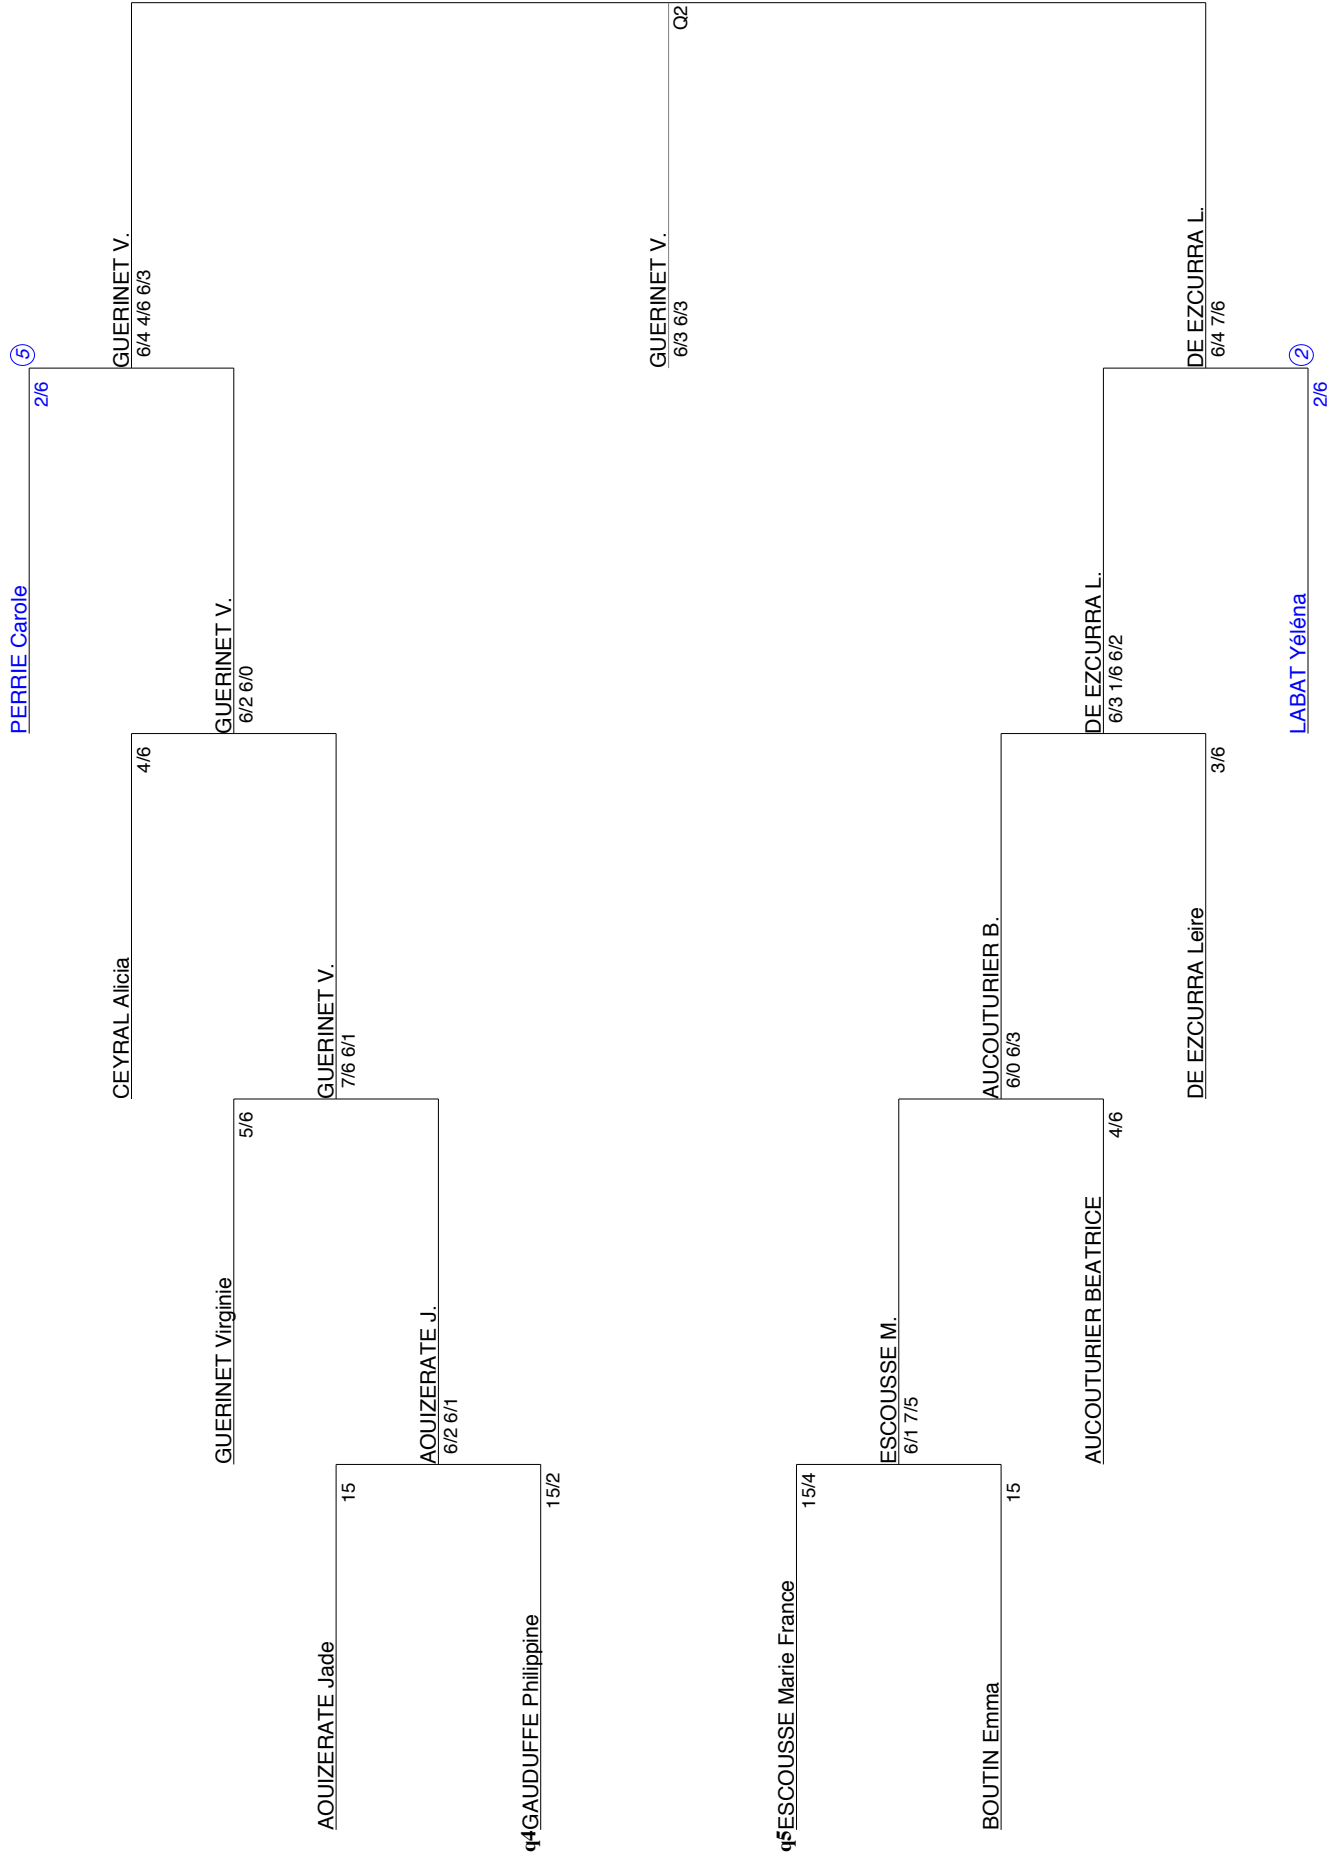 PERRIE Carole
2/6
5
CEYRAL Alicia
4/6
GUERINET V.
6/4 4/6 6/3
GUERINET Virginie
5/6
GUERINET V.
6/2 6/0
AOUIZERATE Jade
15
GUERINET V.
7/6 6/1
AOUIZERATE J.
6/2 6/1
q4GAUDUFFE Philippine
15/2
GUERINET V.
6/3 6/3
Q2
q5ESCOUSSE Marie France
15/4
ESCOUSSE M.
6/1 7/5
BOUTIN Emma
15
AUCOUTURIER B.
6/0 6/3
AUCOUTURIER BEATRICE
4/6
DE EZCURRA L.
6/3 1/6 6/2
DE EZCURRA Leire
3/6
DE EZCURRA L.
6/4 7/6
LABAT Yéléna
2/6
2